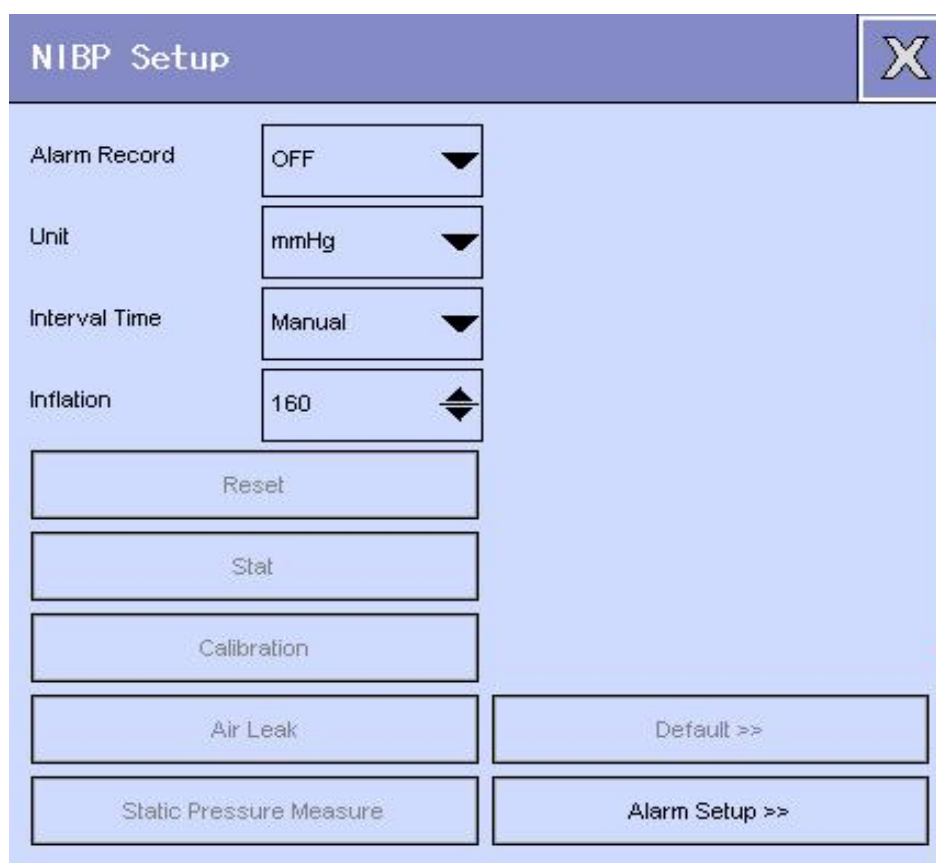 NIBP Setup X
Alarm Record OFF
Unit mmHg
Interval Time Manual
Inflation 160
Reset
Stat
Calibration
Air Leak Default >>
Static Pressure Measure Alarm Setup >>